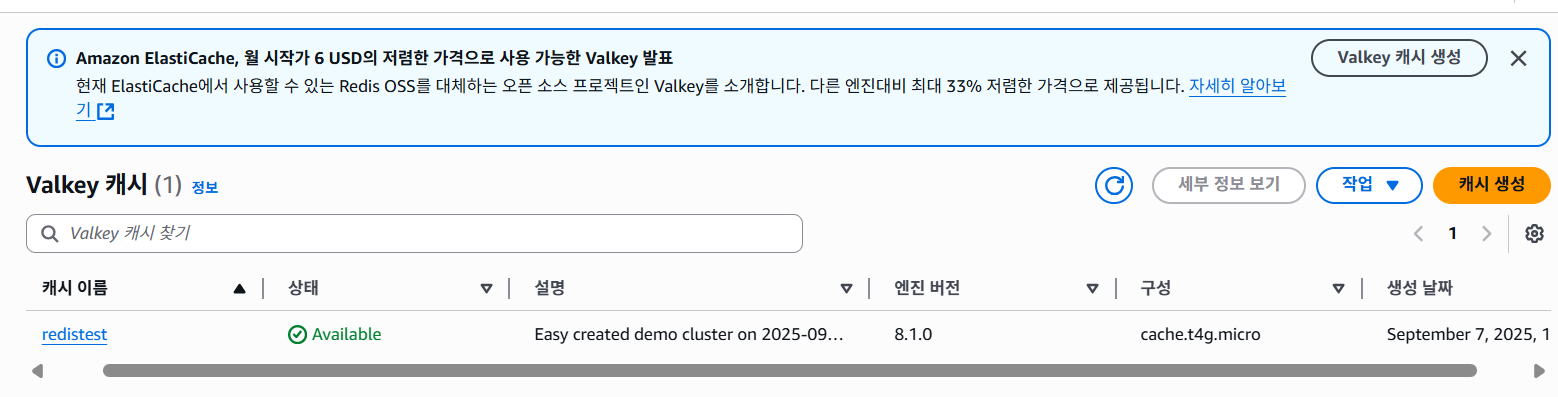 Amazon ElastiCache, 월 시작가 6 USD의 저렴한 가격으로 사용 가능한 Valkey 발표
Valkey 캐시 생성
현재 ElastiCache에서 사용할 수 있는 Redis OSS를 대체하는 오픈 소스 프로젝트인 Valkey를 소개합니다. 다른 엔진대비 최대 33% 저렴한 가격으로 제공됩니다. 자세히 알아보
기
Valkey 캐시 (1) 정보
세부 정보 보기
작업
캐시 생성
Valkey 캐시 찾기
1
캐시 이름 상태 설명 엔진 버전 구성 생성 날짜
redistest Available Easy created demo cluster on 2025-09... 8.1.0 cache.t4g.micro September 7, 2025, 1